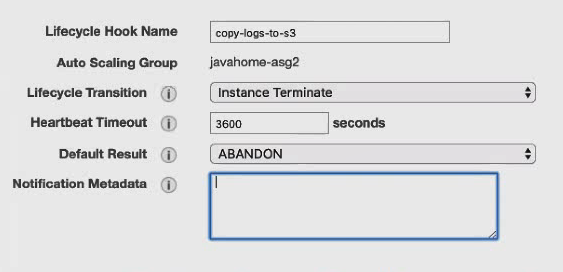 Lifecycle Hook Name copy-logs-to-s3
Auto Scaling Group javahome-asg2
Lifecycle Transition i Instance Terminate
Heartbeat Timeout i 3600 seconds
Default Result i ABANDON
Notification Metadata i